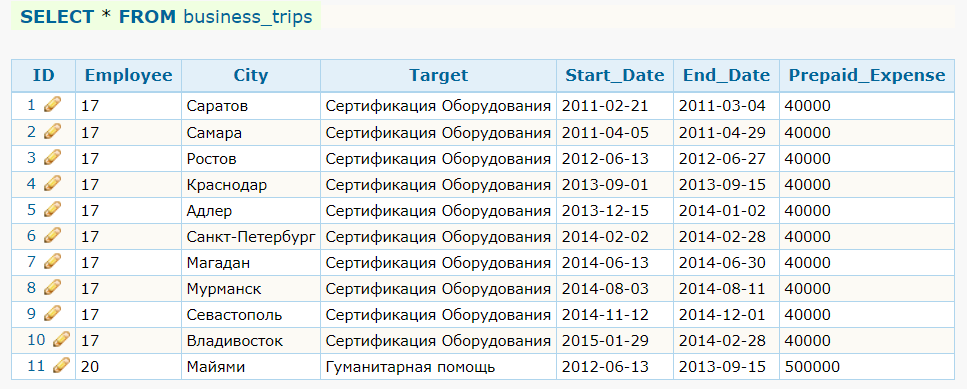 SELECT * FROM business_trips
ID Employee City Target Start_Date End_Date Prepaid_Expense
1 17 Саратов Сертификация Оборудования 2011-02-21 2011-03-04 40000
2 17 Самара Сертификация Оборудования 2011-04-05 2011-04-29 40000
3 17 Ростов Сертификация Оборудования 2012-06-13 2012-06-27 40000
4 17 Краснодар Сертификация Оборудования 2013-09-01 2013-09-15 40000
5 17 Адлер Сертификация Оборудования 2013-12-15 2014-01-02 40000
6 17 Санкт-Петербург Сертификация Оборудования 2014-02-02 2014-02-28 40000
7 17 Магадан Сертификация Оборудования 2014-06-13 2014-06-30 40000
8 17 Мурманск Сертификация Оборудования 2014-08-03 2014-08-11 40000
9 17 Севастополь Сертификация Оборудования 2014-11-12 2014-12-01 40000
10 17 Владивосток Сертификация Оборудования 2015-01-29 2014-02-28 40000
11 20 Майями Гуманитарная помощь 2012-06-13 2013-09-15 500000